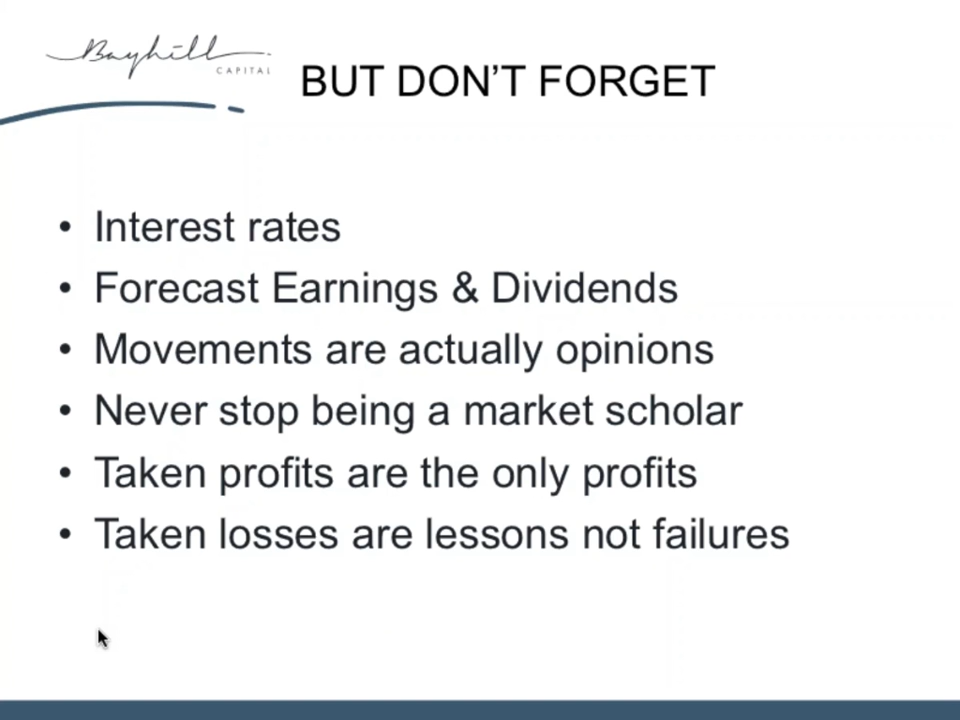 Bayhill
CAPITAL
BUT DON’T FORGET
• Interest rates
• Forecast Earnings & Dividends
• Movements are actually opinions
• Never stop being a market scholar
• Taken profits are the only profits
• Taken losses are lessons not failures